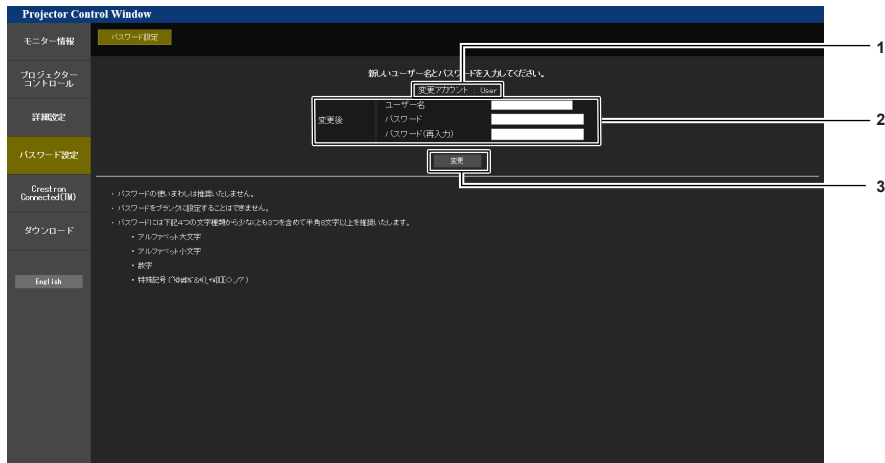 Projector Control Window
モニター情報
プロジェクター
コントロール
詳細設定
パスワード設定
Crestron
Connected(TM)
ダウンロード
English
パスワード設定
新しいユーザー名とパスワードを入力してください。
変更アカウント : User
変更後
ユーザー名
パスワード
パスワード(再入力)
変更
・パスワードの使いまわしは推奨いたしません。
・パスワードをブランクに設定することはできません。
・パスワードには下記4つの文字種類から少なくとも3つを含めて半角8文字以上を推奨いたします。
・アルファベット大文字
・アルファベット小文字
・数字
・特殊記号
1
2
3